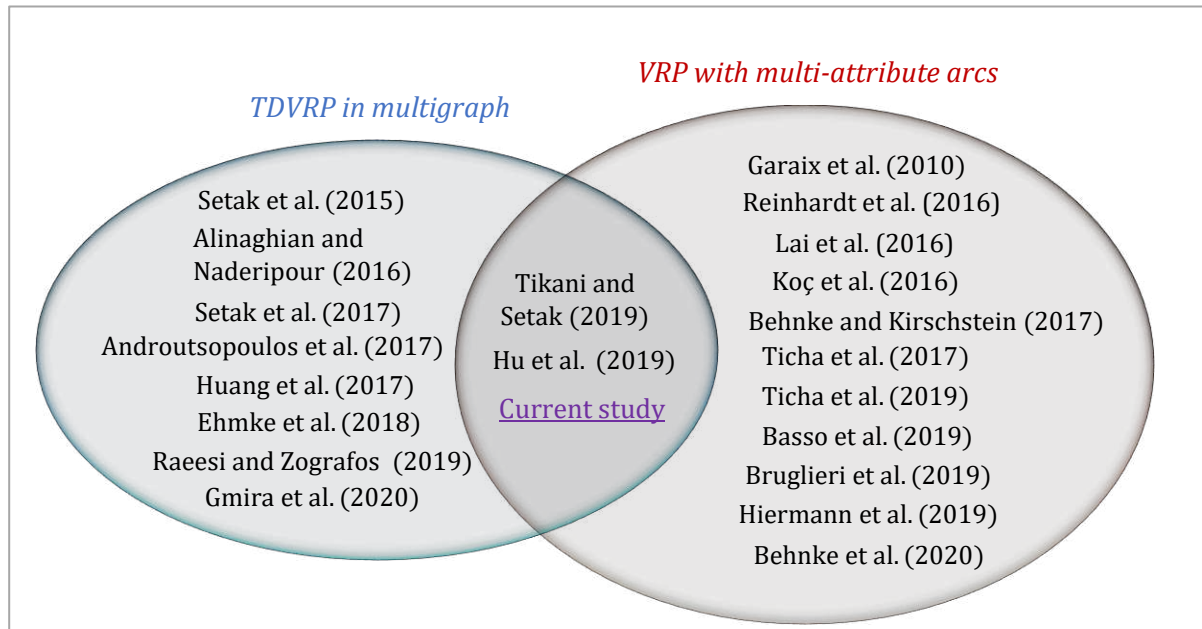 VRP with multi-attribute arcs
TDVRP in multigraph
Setak et al. (2015)
Alinaghian and
Naderipour (2016)
Setak et al. (2017)
Androutsopoulos et al. (2017)
Huang et al. (2017)
Ehmke et al. (2018)
Raeesi and Zografos (2019)
Gmira et al. (2020)
Tikani and
Setak (2019)
Hu et al. (2019)
Current study
Garaix et al. (2010)
Reinhardt et al. (2016)
Lai et al. (2016)
Koç et al. (2016)
Behnke and Kirschstein (2017)
Ticha et al. (2017)
Ticha et al. (2019)
Basso et al. (2019)
Bruglieri et al. (2019)
Hiermann et al. (2019)
Behnke et al. (2020)